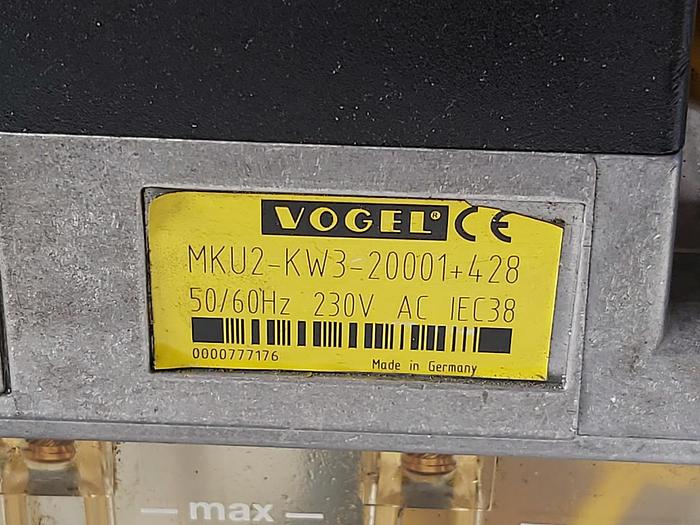 VOGEL® CE
MKU2-KW3-20001+428
50/60Hz 230V AC IEC38
0000777176
Made in Germany
— max —